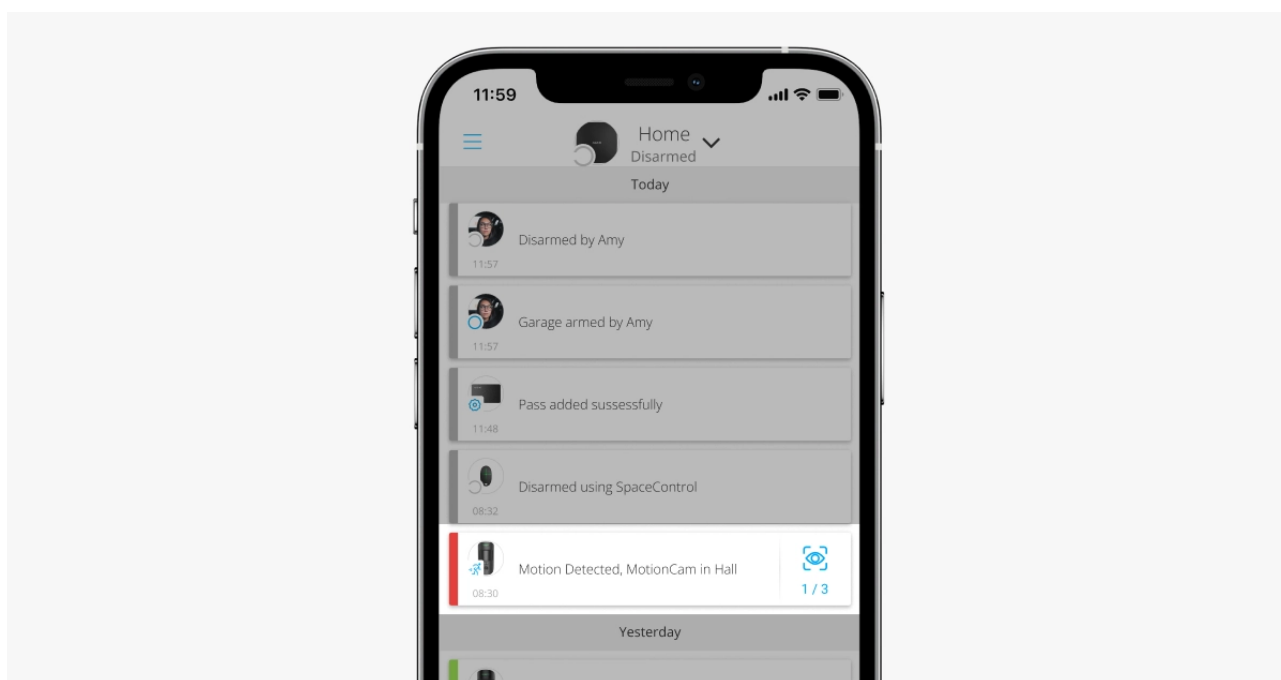 11:59
Home
Disarmed
Today
Disarmed by Amy
11:57
Garage armed by Amy
11:57
Pass added sussessfully
11:48
Disarmed using SpaceControl
08:32
Motion Detected, MotionCam in Hall
08:30
1 / 3
Yesterday